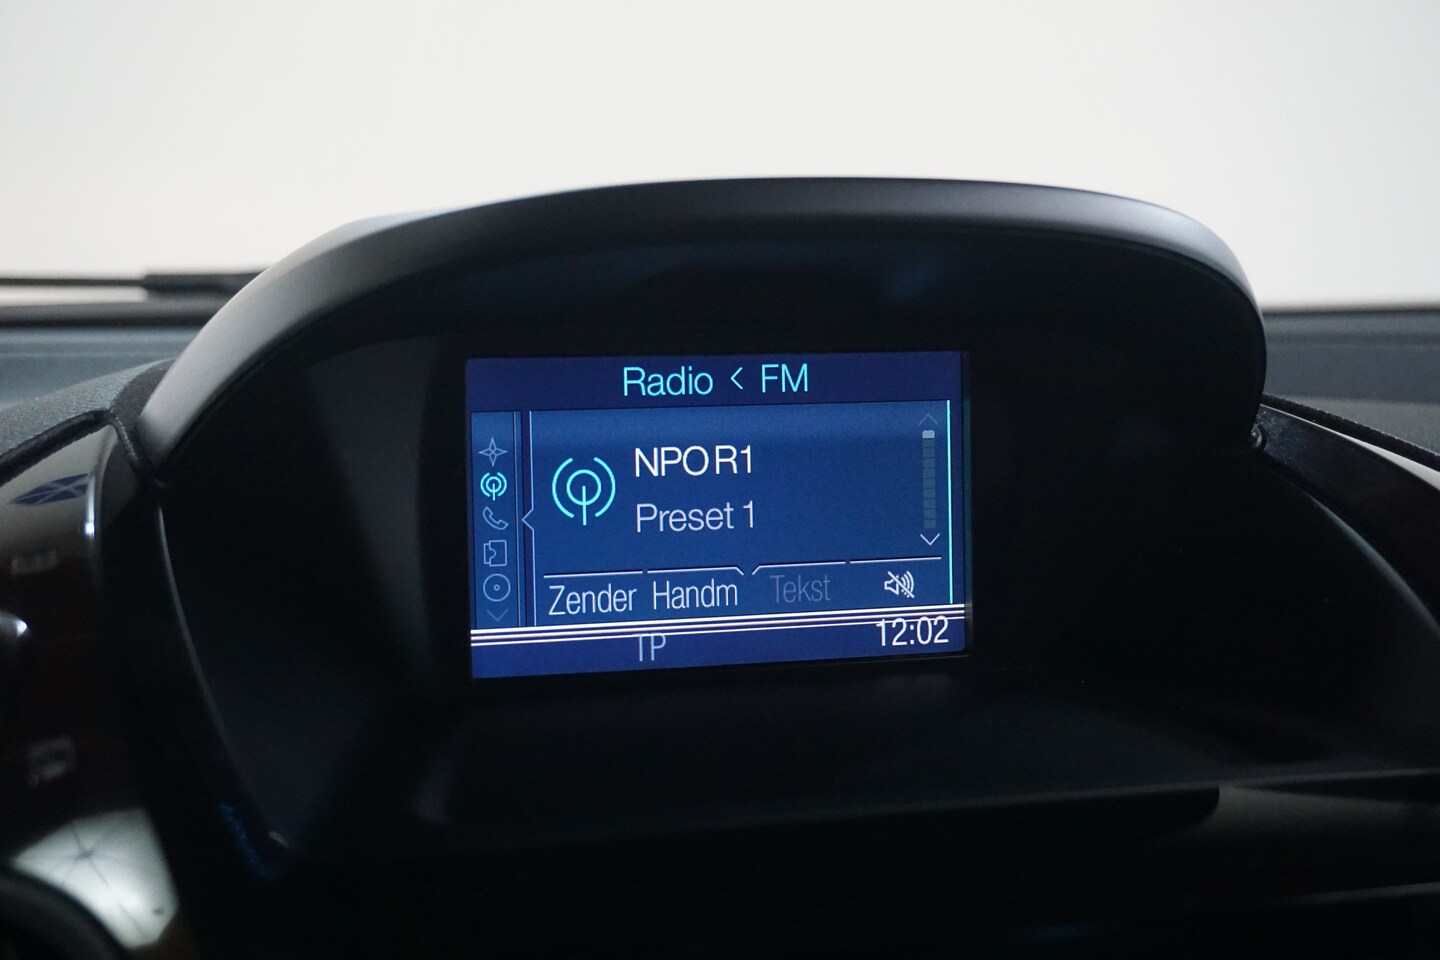 Radio < FM
NPO R1
Preset 1
Zender Handm Tekst
TP 12:02